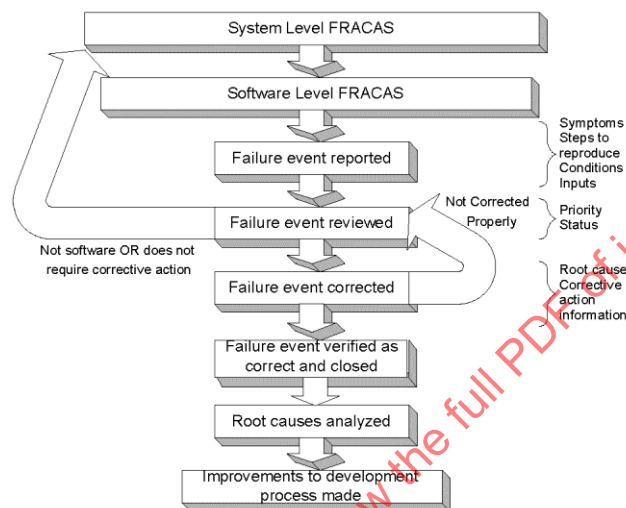 System Level FRACAS
Software Level FRACAS
Symptoms
Steps to
reproduce
Conditions
Inputs
Failure event reported
Not Corrected
Properly
Priority
Status
Failure event reviewed
Not software OR does not
require corrective action
Root cause
Corrective
action
information
Failure event corrected
Failure event verified as
correct and closed
Root causes analyzed
Improvements to development
process made
the full PDF of